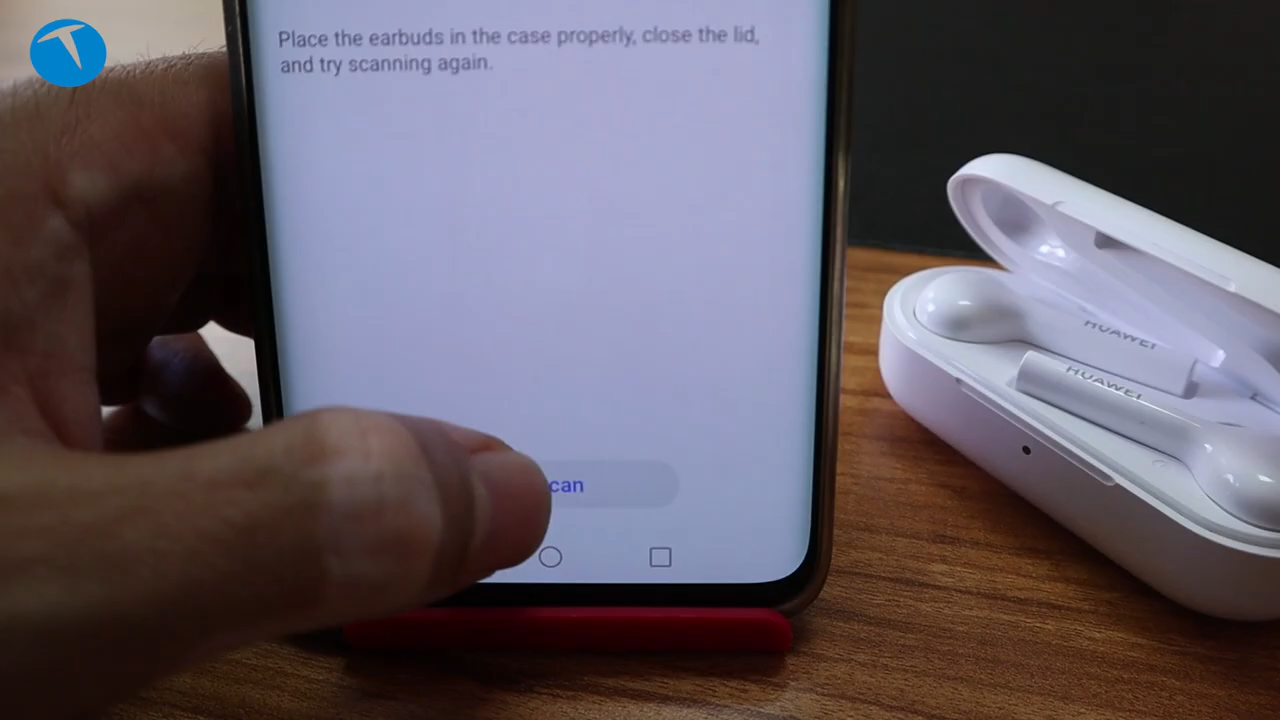 Place the earbuds in the case properly, close the lid,
and try scanning again.
can
HUAWEI
HUAWEI